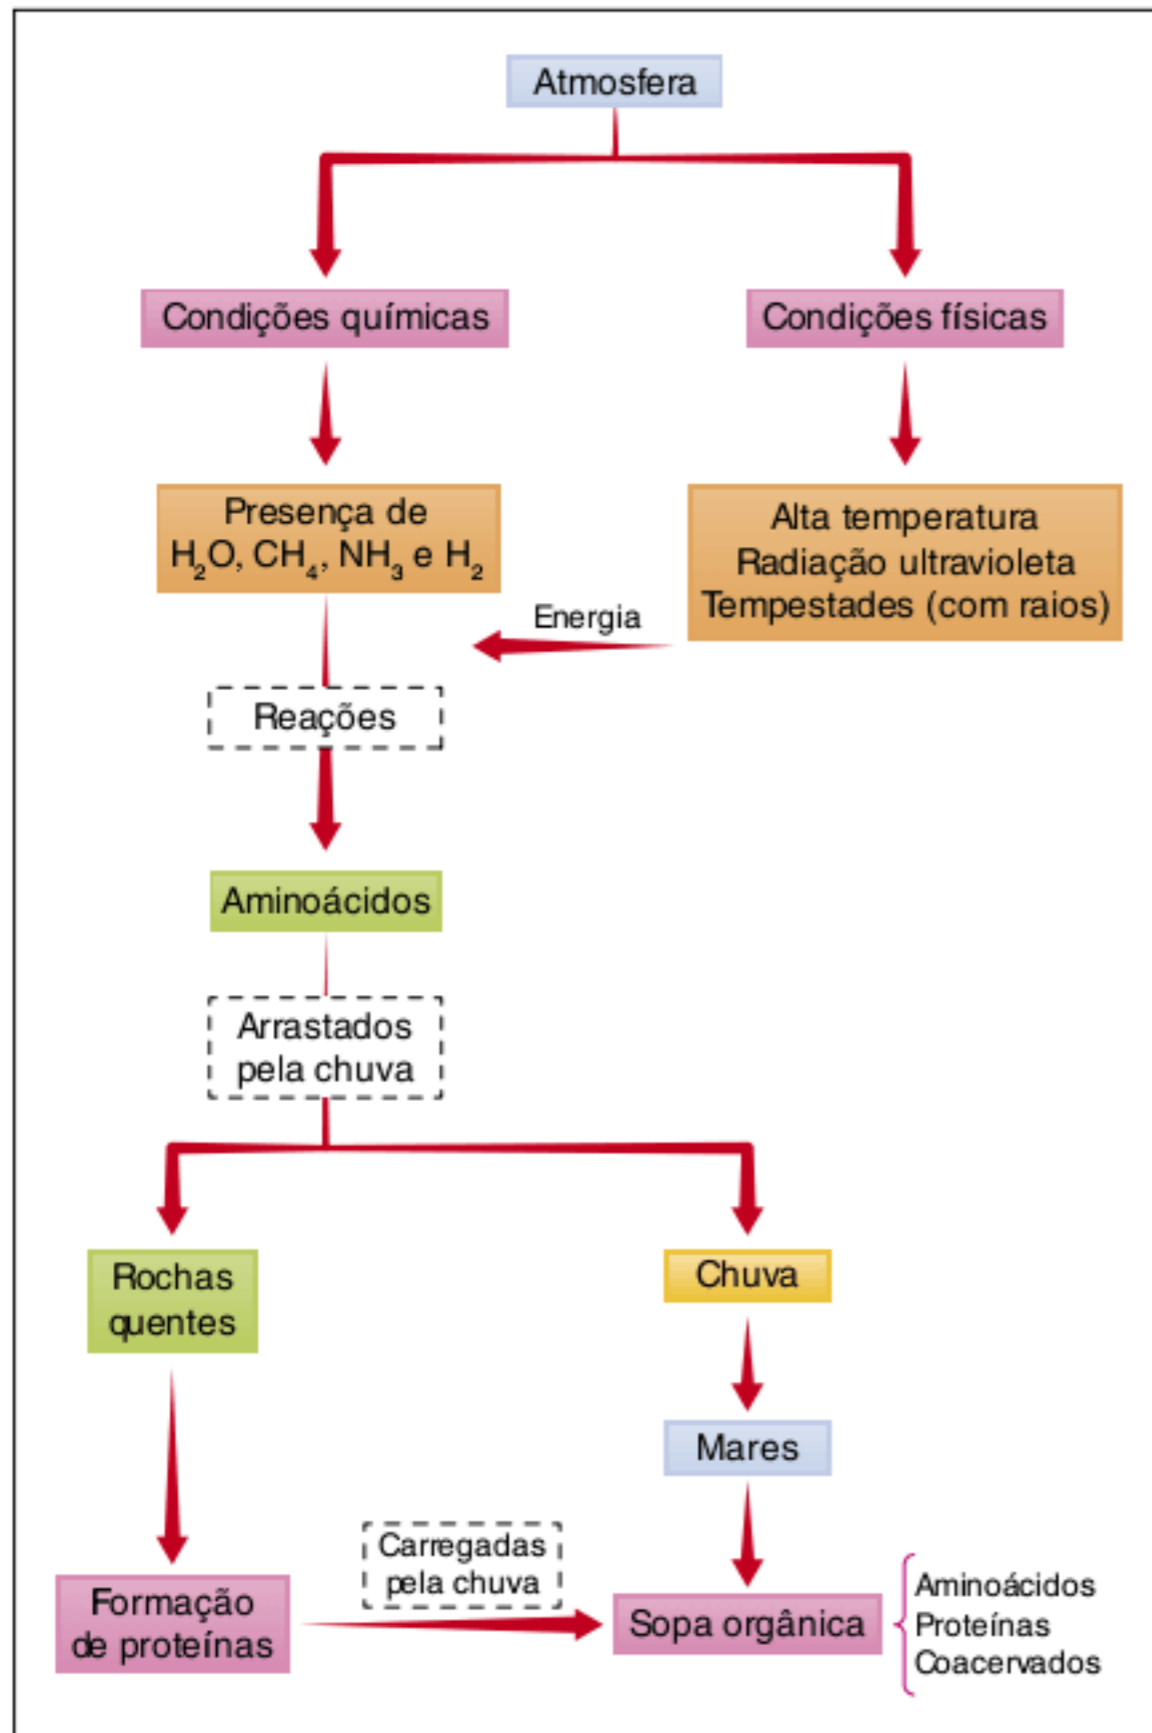 Atmosfera
Condições químicas
Condições físicas
Presença de
H₂O, CH₄, NH₃ e H₂
Alta temperatura
Radiação ultravioleta
Tempestades (com raios)
Energia
Reações
Aminoácidos
Arrastados
pela chuva
Rochas
quentes
Chuva
Mares
Carregadas
pela chuva
Formação
de proteínas
Sopa orgânica
Aminoácidos
Proteínas
Coacervados